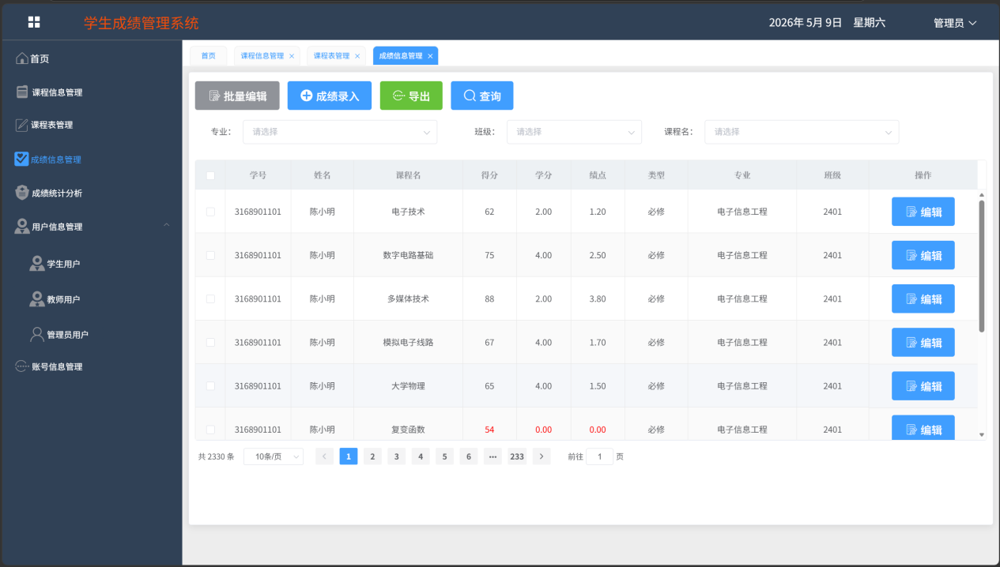 学生成绩管理系统 2026年 5月 9日 星期六 管理员
首页
课程信息管理
课程表管理
成绩信息管理
成绩统计分析
用户信息管理
学生用户
教师用户
管理员用户
账号信息管理
首页 课程信息管理 × 课程表管理 × 成绩信息管理 ×
批量编辑 成绩录入 导出 查询
专业: 请选择 班级: 请选择 课程名: 请选择
学号 姓名 课程名 得分 学分 绩点 类型 专业 班级 操作
3168901101 陈小明 电子技术 62 2.00 1.20 必修 电子信息工程 2401 编辑
3168901101 陈小明 数字电路基础 75 4.00 2.50 必修 电子信息工程 2401 编辑
3168901101 陈小明 多媒体技术 88 2.00 3.80 必修 电子信息工程 2401 编辑
3168901101 陈小明 模拟电子线路 67 4.00 1.70 必修 电子信息工程 2401 编辑
3168901101 陈小明 大学物理 65 4.00 1.50 必修 电子信息工程 2401 编辑
3168901101 陈小明 复变函数 54 0.00 0.00 必修 电子信息工程 2401 编辑
共 2330 条 10条/页 < 1 2 3 4 5 6 ••• 233 > 前往 1 页